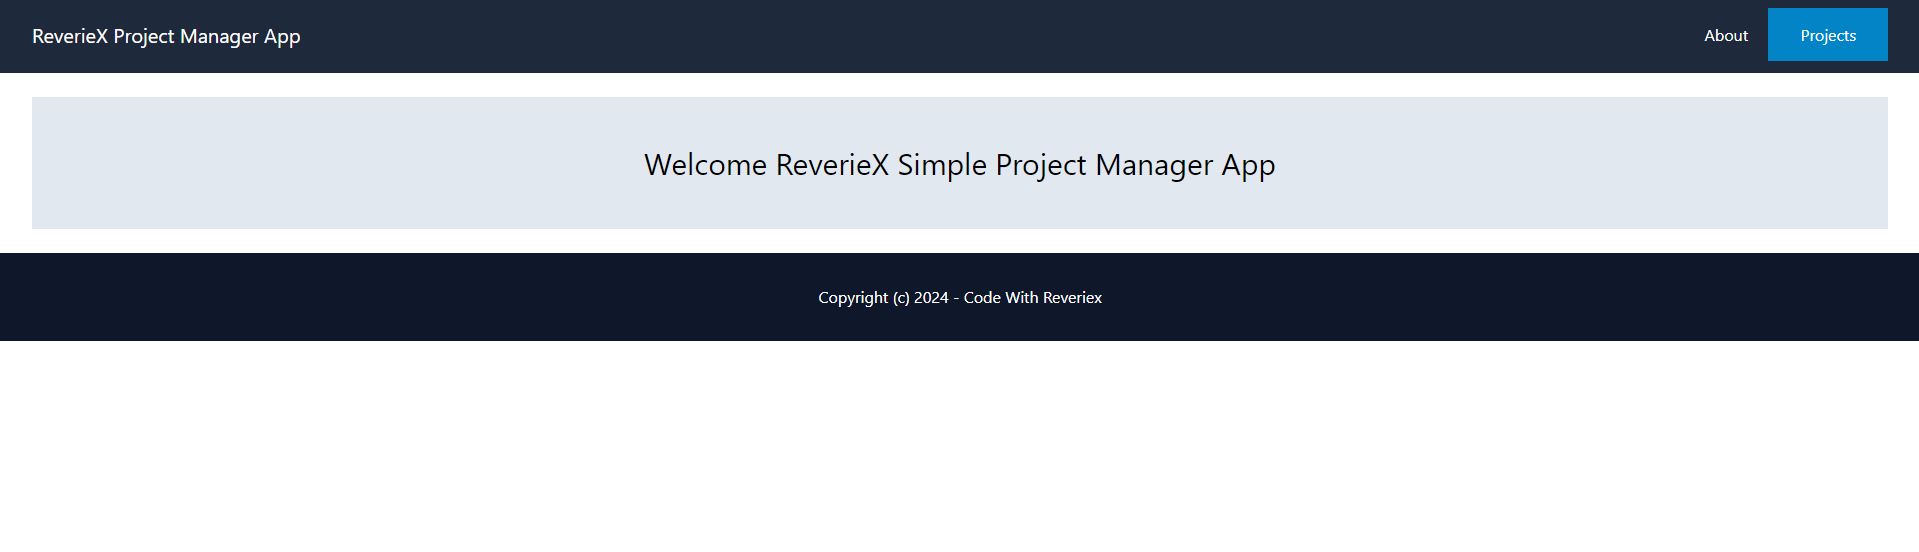 ReverieX Project Manager App
About
Projects
Welcome ReverieX Simple Project Manager App
Copyright (c) 2024 - Code With Reveriex